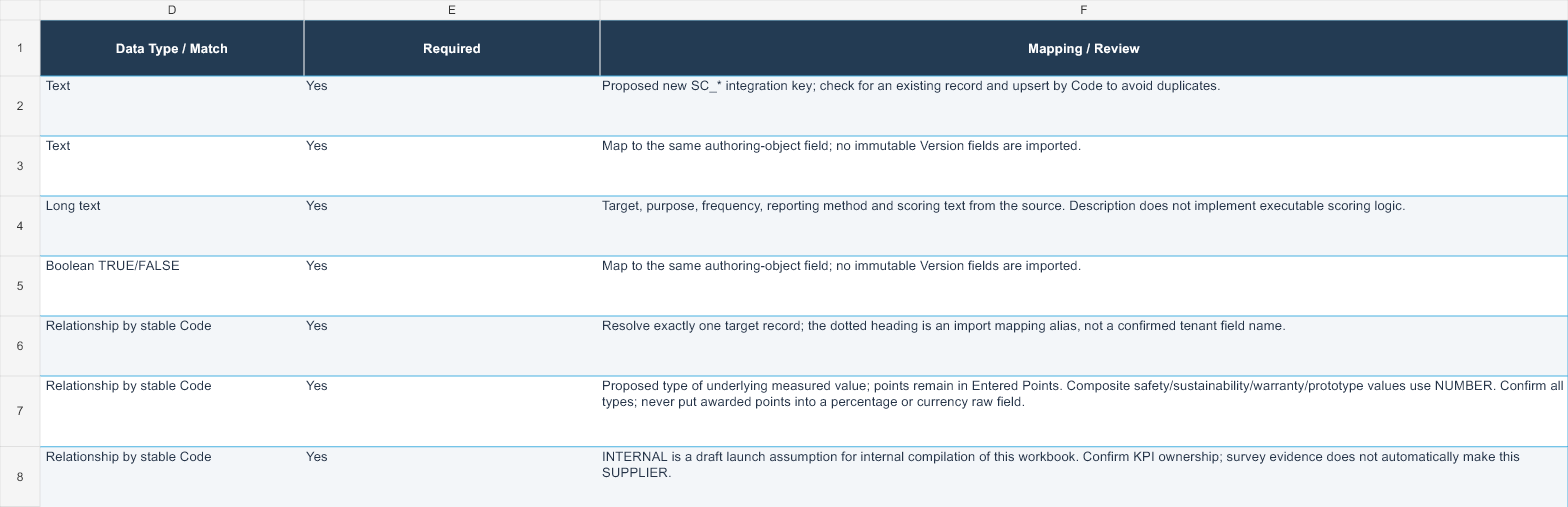 D E F
1 Data Type / Match Required Mapping / Review
2 Text Yes Proposed new SC_* integration key; check for an existing record and upsert by Code to avoid duplicates.
3 Text Yes Map to the same authoring-object field; no immutable Version fields are imported.
4 Long text Yes Target, purpose, frequency, reporting method and scoring text from the source. Description does not implement executable scoring logic.
5 Boolean TRUE/FALSE Yes Map to the same authoring-object field; no immutable Version fields are imported.
6 Relationship by stable Code Yes Resolve exactly one target record; the dotted heading is an import mapping alias, not a confirmed tenant field name.
7 Relationship by stable Code Yes Proposed type of underlying measured value; points remain in Entered Points. Composite safety/sustainability/warranty/prototype values use NUMBER. Confirm all
types; never put awarded points into a percentage or currency raw field.
8 Relationship by stable Code Yes INTERNAL is a draft launch assumption for internal compilation of this workbook. Confirm KPI ownership; survey evidence does not automatically make this
SUPPLIER.